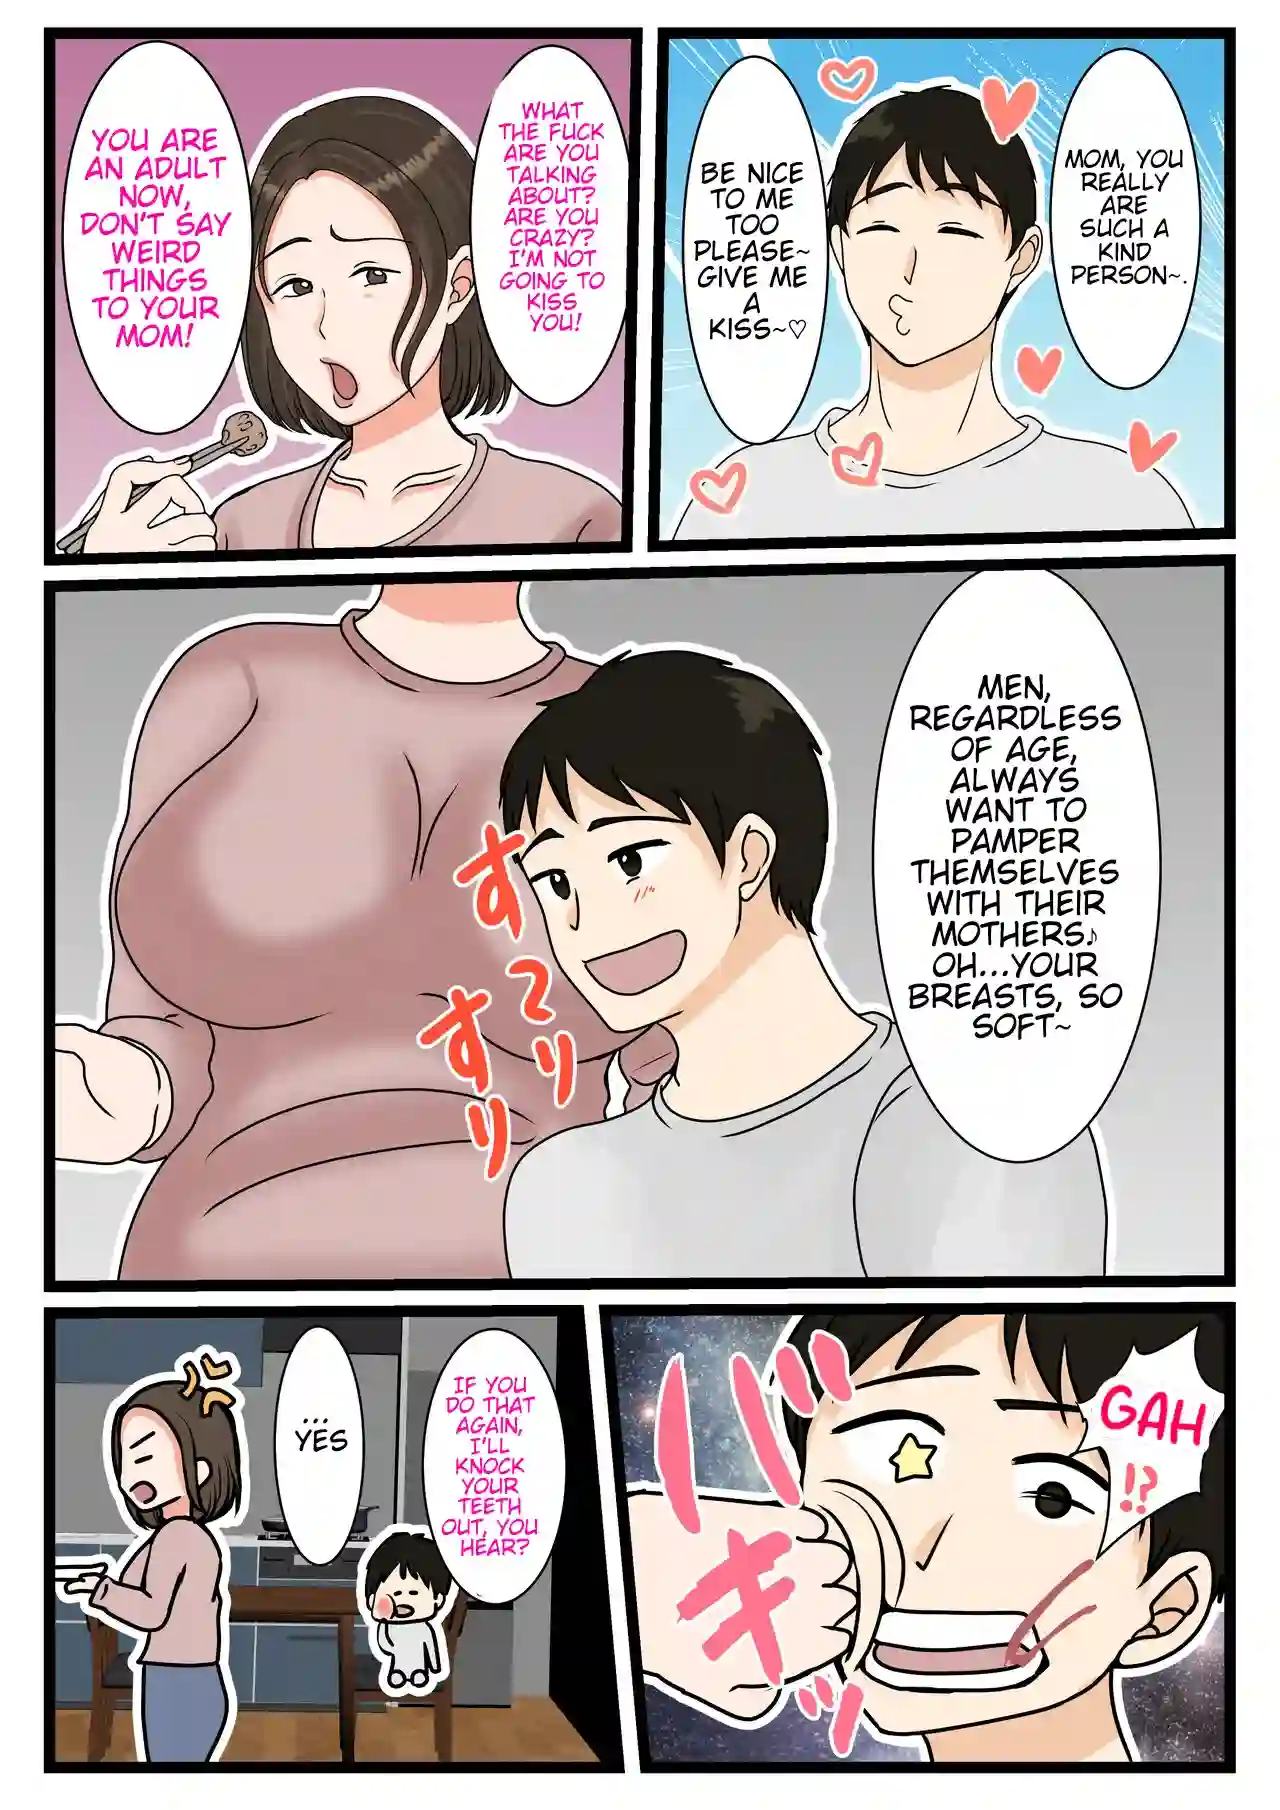 MOM, YOU
REALLY
ARE
SUCH A
KIND
PERSON~.
BE NICE
TO ME
TOO
PLEASE~
GIVE ME
A
KISS~♡
WHAT
THE FUCK
ARE YOU
TALKING
ABOUT?
ARE YOU
CRAZY?
I'M NOT
GOING TO
KISS
YOU!
YOU ARE
AN ADULT
NOW,
DON'T SAY
WEIRD
THINGS
TO YOUR
MOM!
MEN,
REGARDLESS
OF AGE,
ALWAYS
WANT TO
PAMPER
THEMSELVES
WITH THEIR
MOTHERS♪
OH...YOUR
BREASTS, SO
SOFT~
すりすり
すり
GAH
!?
バキッ
IF YOU
DO THAT
AGAIN,
I'LL
KNOCK
YOUR
TEETH
OUT, YOU
HEAR?
...
YES